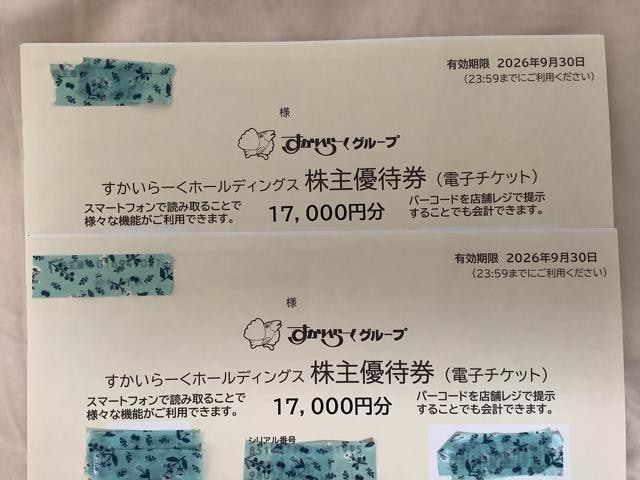 有効期限 2026年9月30日
(23:59までにご利用ください)
様
すかいらーくグループ
すかいらーくホールディングス 株主優待券 (電子チケット)
スマートフォンで読み取ることで
様々な機能がご利用できます。
17,000円分
バーコードを店舗レジで提示
することでも会計できます。
有効期限 2026年9月30日
(23:59までにご利用ください)
様
すかいらーくグループ
すかいらーくホールディングス 株主優待券 (電子チケット)
スマートフォンで読み取ることで
様々な機能がご利用できます。
17,000円分
バーコードを店舗レジで提示
することでも会計できます。
シリアル番号